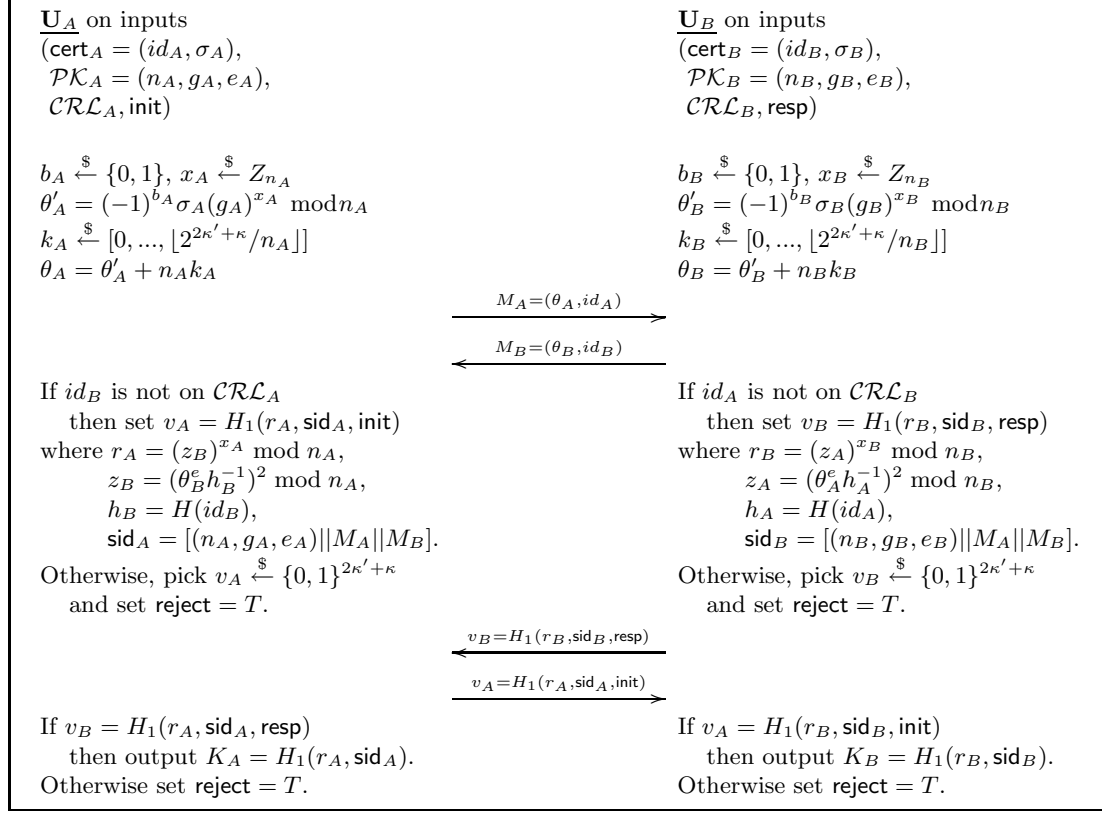 U_A on inputs
(cert_A = (id_A, σ_A),
PK_A = (n_A, g_A, e_A),
CRL_A, init)
b_A ←$ {0, 1}, x_A ←$ Z_{n_A}
θ′_A = (−1)^{b_A} σ_A(g_A)^{x_A} mod n_A
k_A ←$ [0, ..., ⌊2^{2κ′+κ}/n_A⌋]]
θ_A = θ′_A + n_A k_A
U_B on inputs
(cert_B = (id_B, σ_B),
PK_B = (n_B, g_B, e_B),
CRL_B, resp)
b_B ←$ {0, 1}, x_B ←$ Z_{n_B}
θ′_B = (−1)^{b_B} σ_B(g_B)^{x_B} mod n_B
k_B ←$ [0, ..., ⌊2^{2κ′+κ}/n_B⌋]]
θ_B = θ′_B + n_B k_B
M_A=(θ_A,id_A)
M_B=(θ_B,id_B)
If id_B is not on CRL_A
then set v_A = H_1(r_A, sid_A, init)
where r_A = (z_B)^{x_A} mod n_A,
z_B = (θ_B^e h_B^{−1})^2 mod n_A,
h_B = H(id_B),
sid_A = [(n_A, g_A, e_A)||M_A||M_B].
Otherwise, pick v_A ←$ {0, 1}^{2κ′+κ}
and set reject = T.
If id_A is not on CRL_B
then set v_B = H_1(r_B, sid_B, resp)
where r_B = (z_A)^{x_B} mod n_B,
z_A = (θ_A^e h_A^{−1})^2 mod n_B,
h_A = H(id_A),
sid_B = [(n_B, g_B, e_B)||M_A||M_B].
Otherwise, pick v_B ←$ {0, 1}^{2κ′+κ}
and set reject = T.
v_B=H_1(r_B,sid_B,resp)
v_A=H_1(r_A,sid_A,init)
If v_B = H_1(r_A, sid_A, resp)
then output K_A = H_1(r_A, sid_A).
Otherwise set reject = T.
If v_A = H_1(r_B, sid_B, init)
then output K_B = H_1(r_B, sid_B).
Otherwise set reject = T.